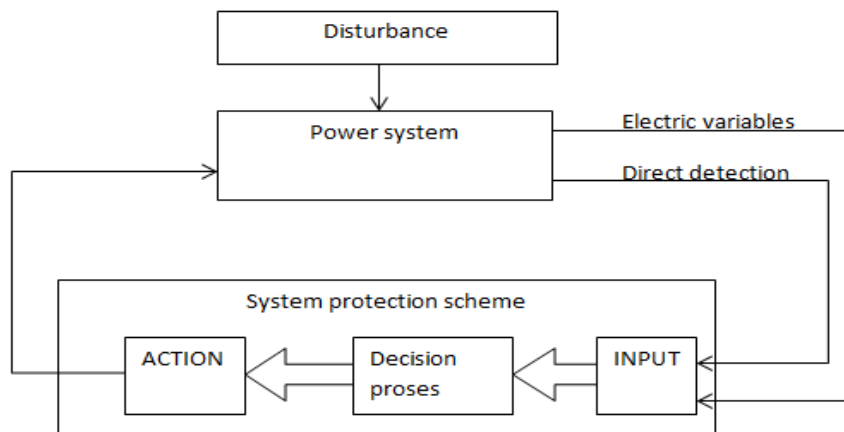 Disturbance
Power system
Electric variables
Direct detection
System protection scheme
ACTION
Decision
proses
INPUT